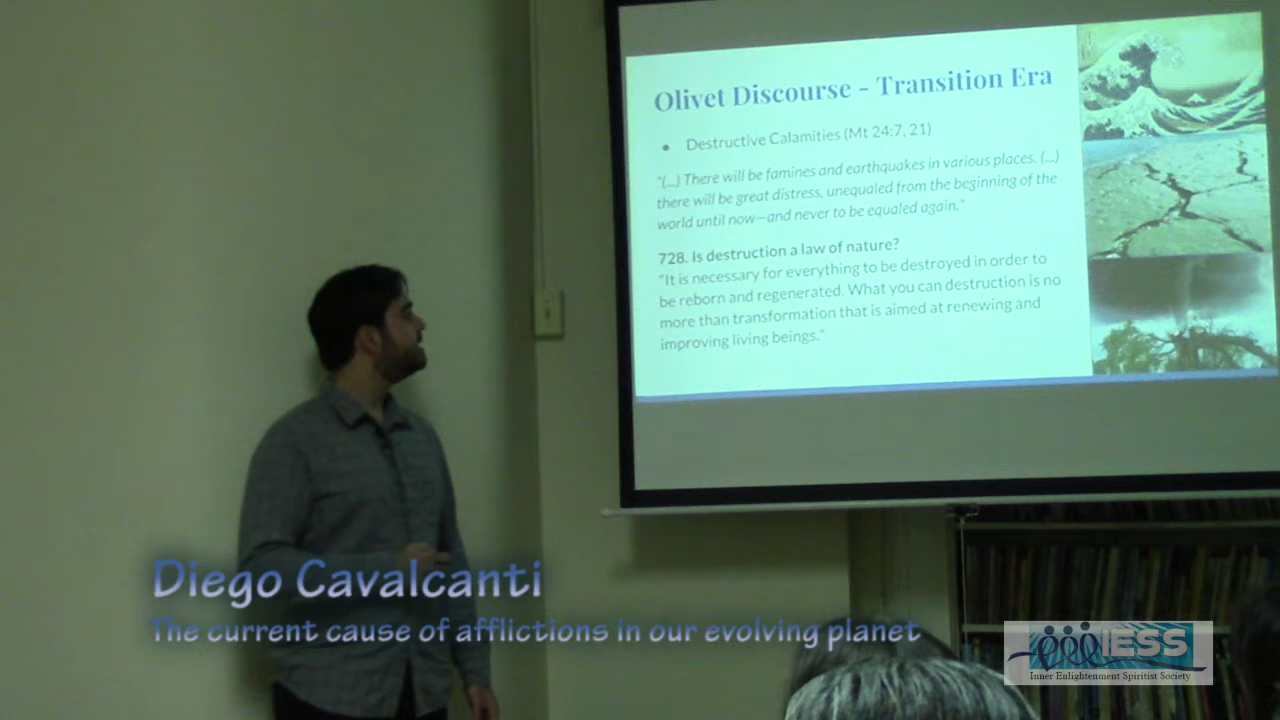 Olivet Discourse - Transition Era
• Destructive Calamities (Mt 24:7, 21)
"(...) There will be famines and earthquakes in various places. (...)
there will be great distress, unequaled from the beginning of the
world until now—and never to be equaled again."
728. Is destruction a law of nature?
"It is necessary for everything to be destroyed in order to
be reborn and regenerated. What you can destruction is no
more than transformation that is aimed at renewing and
improving living beings."
Diego Cavalcanti
The current cause of afflictions in our evolving planet
IESS
Inner Enlightenment Spiritist Society